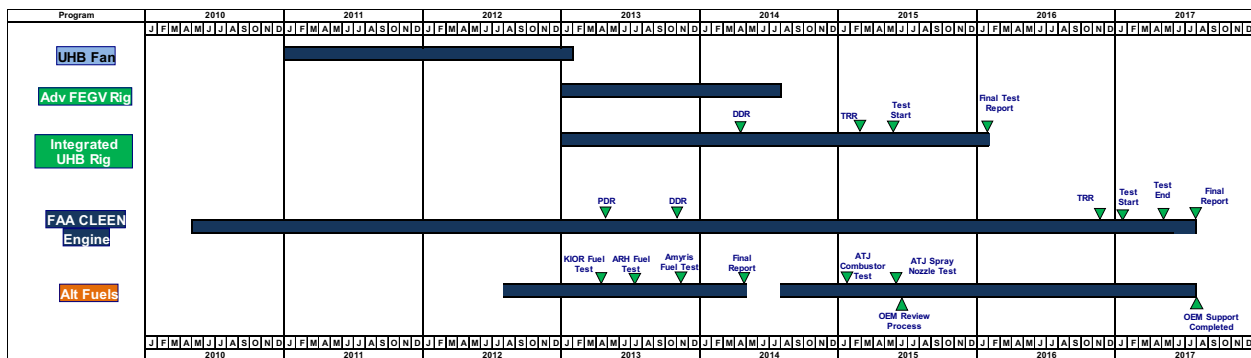 Program
2010 2011 2012 2013 2014 2015 2016 2017
J F M A M J J A S O N D J F M A M J J A S O N D J F M A M J J A S O N D J F M A M J J A S O N D J F M A M J J A S O N D J F M A M J J A S O N D J F M A M J J A S O N D J F M A M J J A S O N D
UHB Fan
Adv FEGV Rig
Integrated
UHB Rig
DDR
TRR
Test
Start
Final Test
Report
FAA CLEEN
Engine
PDR
DDR
TRR
Test
Start
Test
End
Final
Report
Alt Fuels
KIOR Fuel
Test
ARH Fuel
Test
Amyris
Fuel Test
Final
Report
ATJ
Combustor
Test
ATJ Spray
Nozzle Test
OEM Review
Process
OEM Support
Completed
J F M A M J J A S O N D J F M A M J J A S O N D J F M A M J J A S O N D J F M A M J J A S O N D J F M A M J J A S O N D J F M A M J J A S O N D J F M A M J J A S O N D J F M A M J J A S O N D
2010 2011 2012 2013 2014 2015 2016 2017